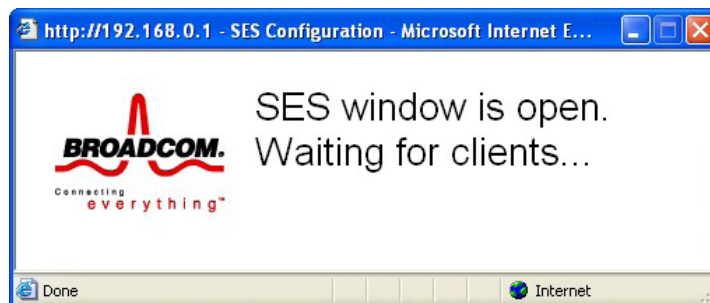 http://192.168.0.1 - SES Configuration - Microsoft Internet E...
SES window is open.
Waiting for clients...
BROADCOM.
Connecting
everything™
Done
Internet